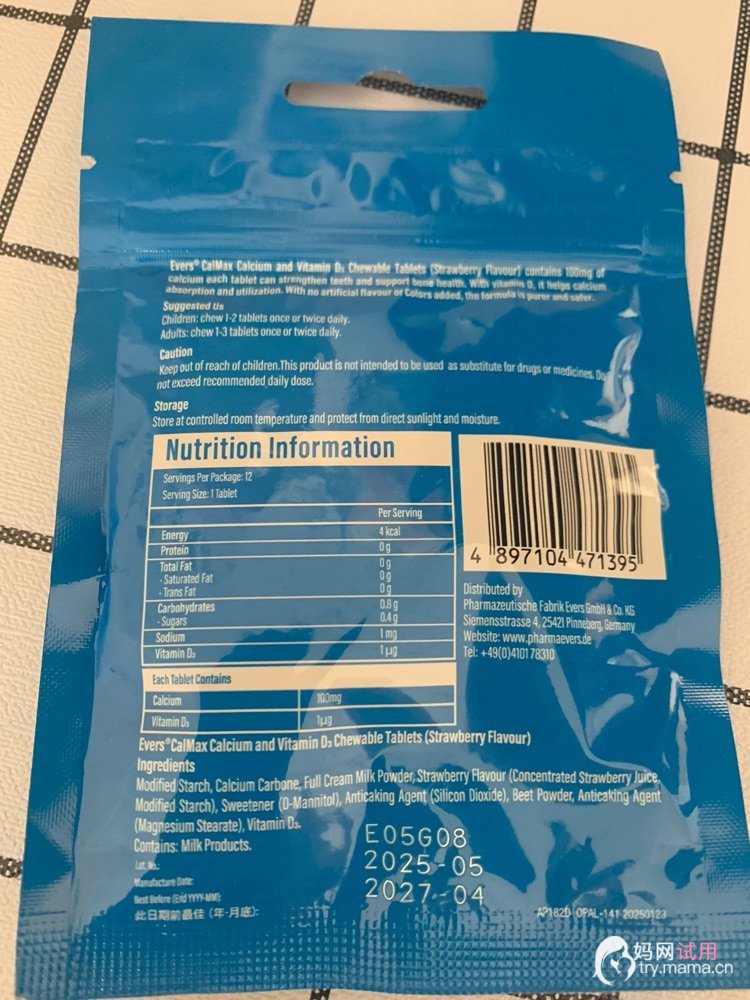 Evers® CalMax Calcium and Vitamin D₃ Chewable Tablets (Strawberry Flavour) contains 100mg of
calcium each tablet can strengthen teeth and support bone health. With vitamin D, it helps calcium
absorption and utilization. With no artificial flavour or Colors added, the formula is purer and safer.
Suggested Us
Children: chew 1-2 tablets once or twice daily.
Adults: chew 1-3 tablets once or twice daily.
Caution
Keep out of reach of children.This product is not intended to be used as substitute for drugs or medicines. Do
not exceed recommended daily dose.
Storage
Store at controlled room temperature and protect from direct sunlight and moisture.
Nutrition Information
Servings Per Package: 12
Serving Size: 1 Tablet
Per Serving
Energy 4 kcal
Protein 0 g
Total Fat 0 g
- Saturated Fat 0 g
- Trans Fat 0 g
Carbohydrates 0.8 g
- Sugars 0.4 g
Sodium 1 mg
Vitamin D₃ 1 µg
Each Tablet Contains
Calcium 100mg
Vitamin D₃ 1µg
4 897104 471395
Distributed by
Pharmazeutische Fabrik Evers GmbH & Co. KG
Siemensstrasse 4, 25421 Pinneberg, Germany
Website: www.pharmaevers.de
Tel: +49(0)4101 78310
Evers®CalMax Calcium and Vitamin D₃ Chewable Tablets (Strawberry Flavour)
Ingredients
Modified Starch, Calcium Carbone, Full Cream Milk Powder, Strawberry Flavour (Concentrated Strawberry Juice,
Modified Starch), Sweetener (D-Mannitol), Anticaking Agent (Silicon Dioxide), Beet Powder, Anticaking Agent
(Magnesium Stearate), Vitamin D₃.
Contains: Milk Products.
Lot. No.: E05G08
Manufacture Date: 2025-05
Best Before (End YYYY-MM): 2027-04
此日期前最佳 (年-月底):
AP182D-OPAL-141 20250123
妈网试用
try.mama.cn